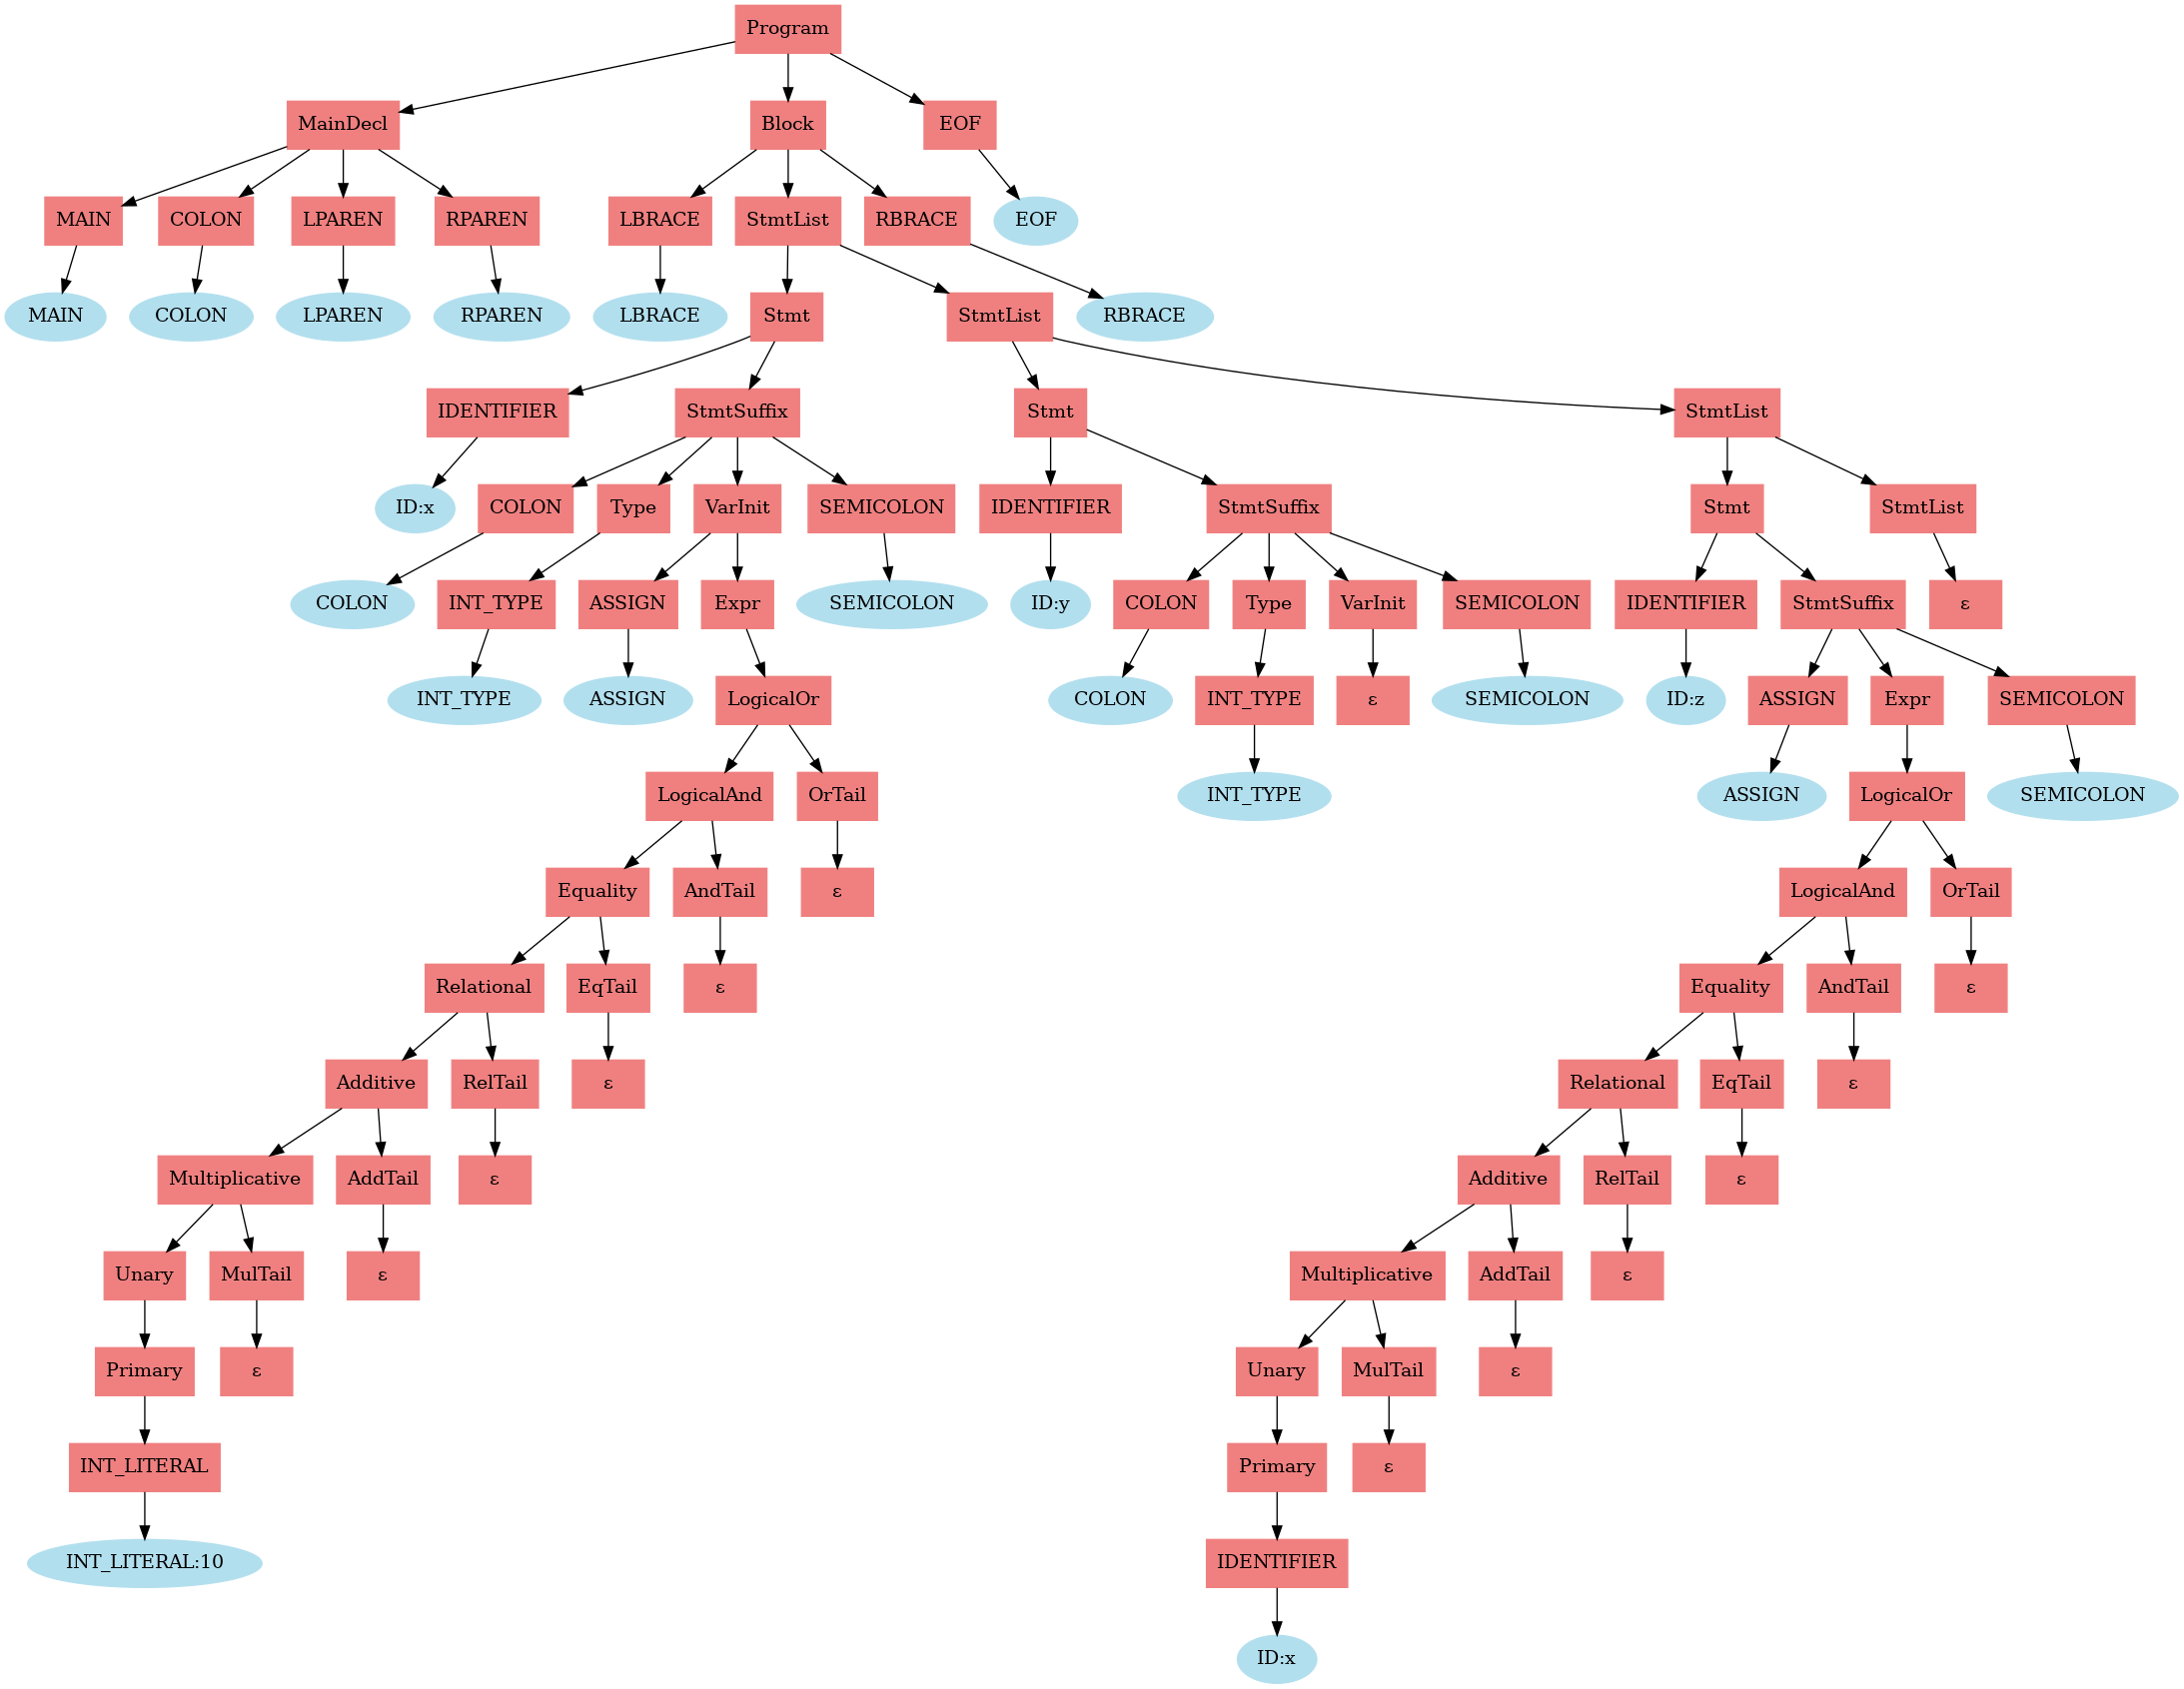 Program
MainDecl Block EOF
MAIN COLON LPAREN RPAREN LBRACE StmtList RBRACE EOF
MAIN COLON LPAREN RPAREN LBRACE Stmt StmtList RBRACE
IDENTIFIER StmtSuffix Stmt StmtList
ID:x COLON Type VarInit SEMICOLON IDENTIFIER StmtSuffix Stmt StmtList
COLON INT_TYPE ASSIGN Expr SEMICOLON ID:y COLON Type VarInit SEMICOLON IDENTIFIER StmtSuffix ε
INT_TYPE ASSIGN LogicalOr COLON INT_TYPE ε SEMICOLON ID:z ASSIGN Expr SEMICOLON
LogicalAnd OrTail INT_TYPE ASSIGN LogicalOr SEMICOLON
Equality AndTail ε LogicalAnd OrTail
Relational EqTail ε Equality AndTail ε
Additive RelTail ε Relational EqTail ε
Multiplicative AddTail ε Additive RelTail ε
Unary MulTail ε Multiplicative AddTail ε
Primary ε Unary MulTail ε
INT_LITERAL Primary ε
INT_LITERAL:10 IDENTIFIER
ID:x